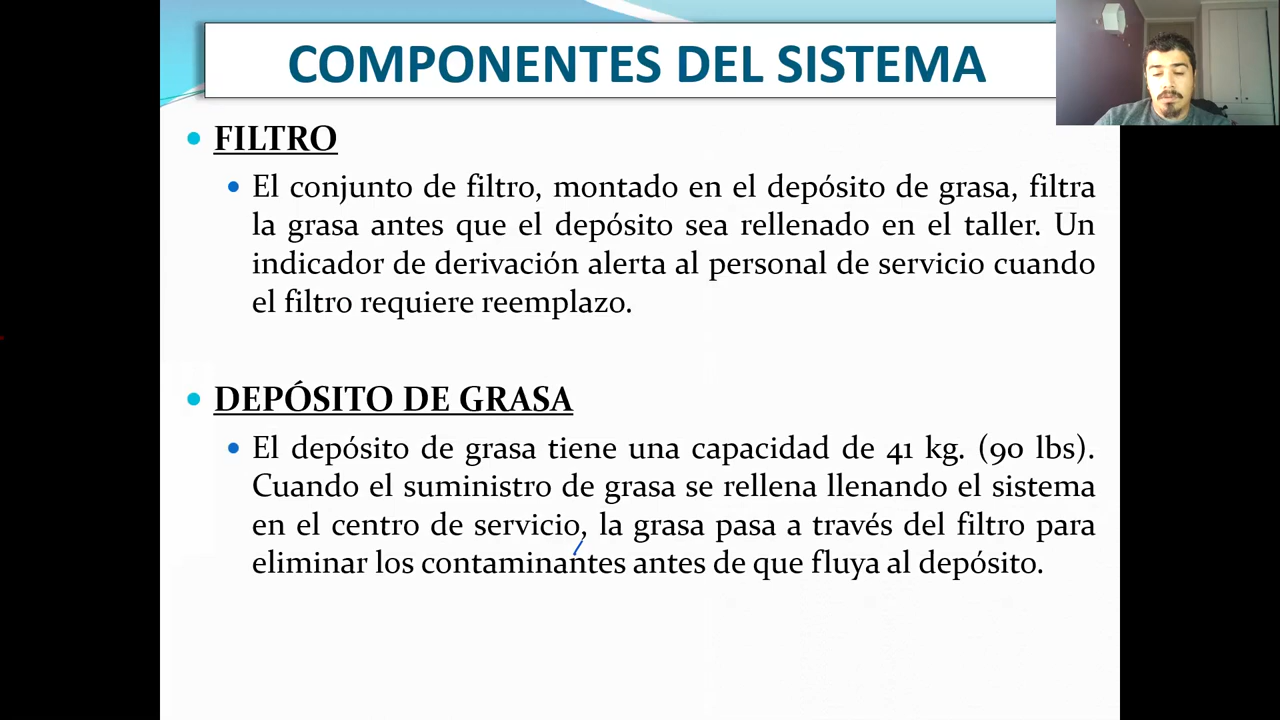 COMPONENTES DEL SISTEMA
FILTRO
El conjunto de filtro, montado en el depósito de grasa, filtra
la grasa antes que el depósito sea rellenado en el taller. Un
indicador de derivación alerta al personal de servicio cuando
el filtro requiere reemplazo.
DEPÓSITO DE GRASA
El depósito de grasa tiene una capacidad de 41 kg. (90 lbs).
Cuando el suministro de grasa se rellena llenando el sistema
en el centro de servicio, la grasa pasa a través del filtro para
eliminar los contaminantes antes de que fluya al depósito.